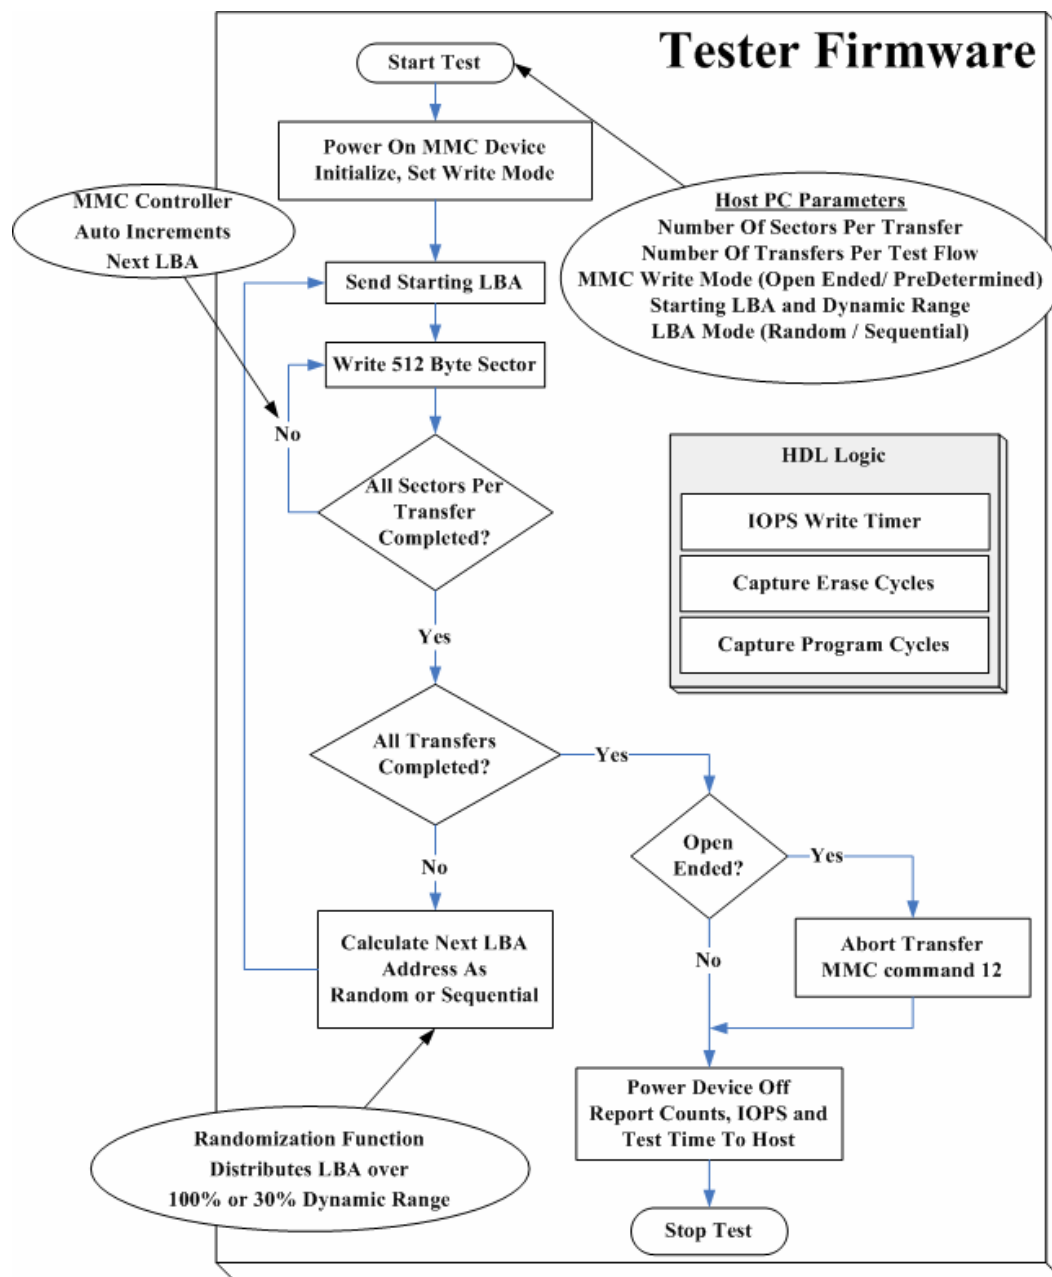 Tester Firmware
Start Test
Power On MMC Device
Initialize, Set Write Mode
MMC Controller
Auto Increments
Next LBA
Host PC Parameters
Number Of Sectors Per Transfer
Number Of Transfers Per Test Flow
MMC Write Mode (Open Ended/ PreDetermined)
Starting LBA and Dynamic Range
LBA Mode (Random / Sequential)
Send Starting LBA
Write 512 Byte Sector
No
All Sectors Per
Transfer
Completed?
HDL Logic
IOPS Write Timer
Capture Erase Cycles
Capture Program Cycles
Yes
All Transfers
Completed?
Yes
No
Open
Ended?
Yes
No
Calculate Next LBA
Address As
Random or Sequential
Abort Transfer
MMC command 12
Power Device Off
Report Counts, IOPS and
Test Time To Host
Randomization Function
Distributes LBA over
100% or 30% Dynamic Range
Stop Test